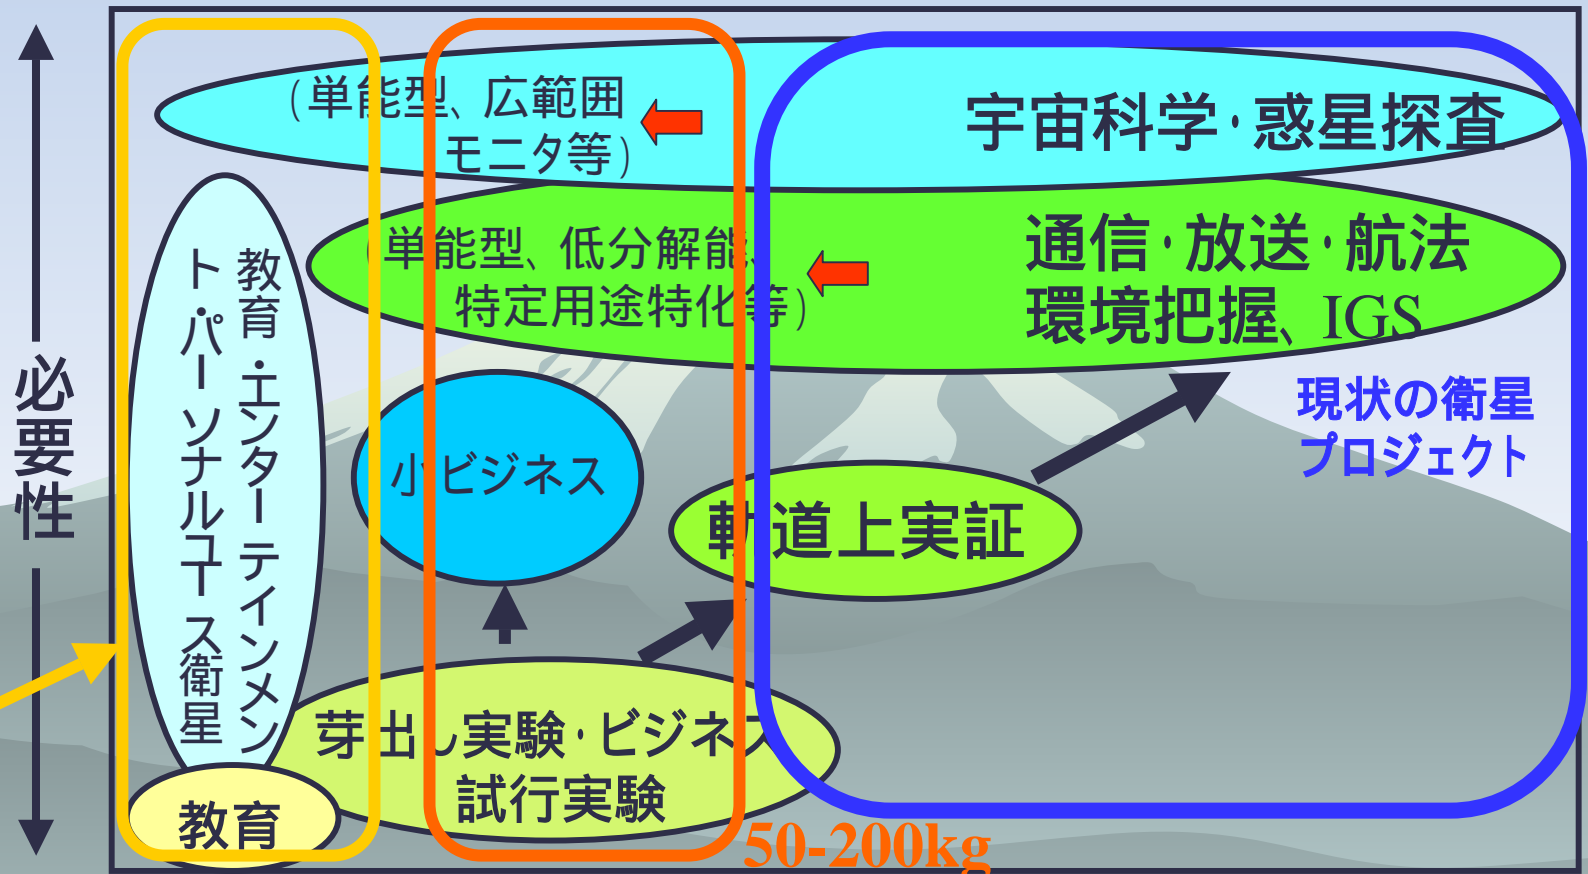 (単能型、広範囲
モニタ等)
宇宙科学・惑星探査
(単能型、低分解能、
特定用途特化等)
通信・放送・航法
環境把握、IGS
必要性
教育・エンターテインメン
ト・パーソナルユース衛星
小ビジネス
現状の衛星
プロジェクト
軌道上実証
芽出し実験・ビジネス
試行実験
教育
50-200kg